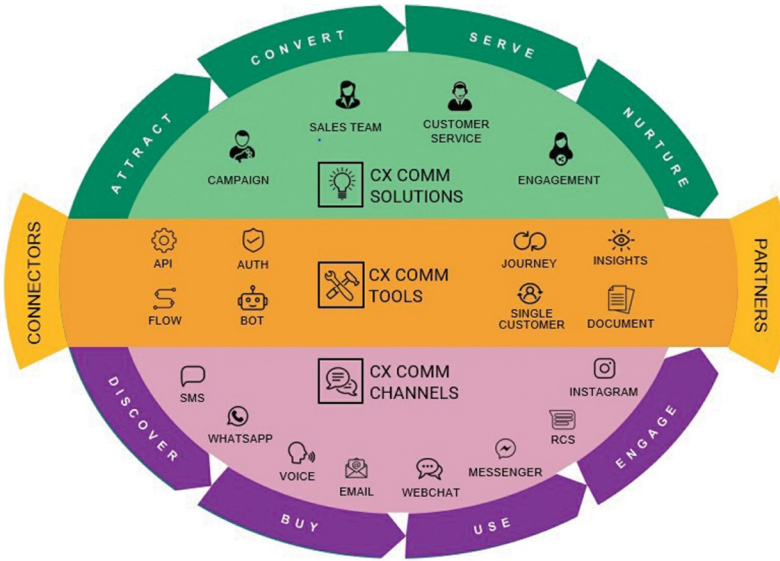 CONVERT
SERVE
ATTRACT
NURTURE
SALES TEAM
CUSTOMER
SERVICE
CAMPAIGN
ENGAGEMENT
CX COMM
SOLUTIONS
CONNECTORS
PARTNERS
API
AUTH
FLOW
BOT
CX COMM
TOOLS
JOURNEY
INSIGHTS
SINGLE
CUSTOMER
DOCUMENT
CX COMM
CHANNELS
SMS
WHATSAPP
VOICE
EMAIL
WEBCHAT
MESSENGER
RCS
INSTAGRAM
DISCOVER
BUY
USE
ENGAGE